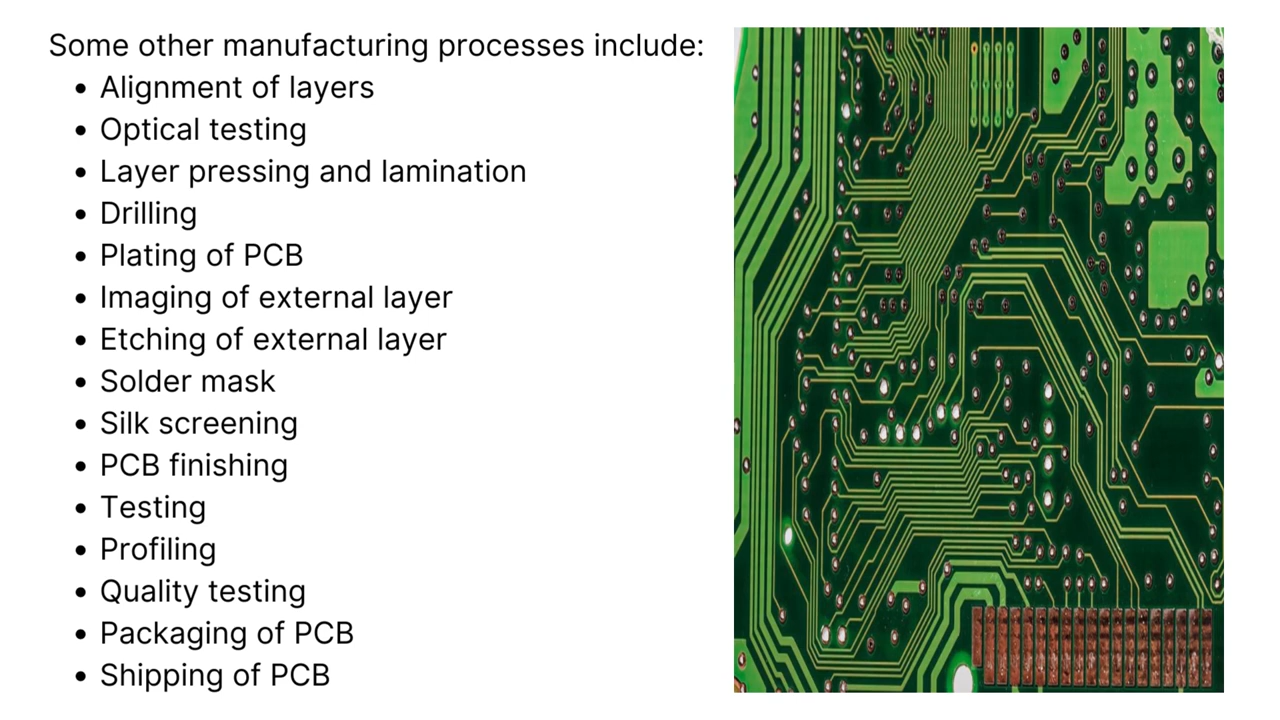 Some other manufacturing processes include:
• Alignment of layers
• Optical testing
• Layer pressing and lamination
• Drilling
• Plating of PCB
• Imaging of external layer
• Etching of external layer
• Solder mask
• Silk screening
• PCB finishing
• Testing
• Profiling
• Quality testing
• Packaging of PCB
• Shipping of PCB